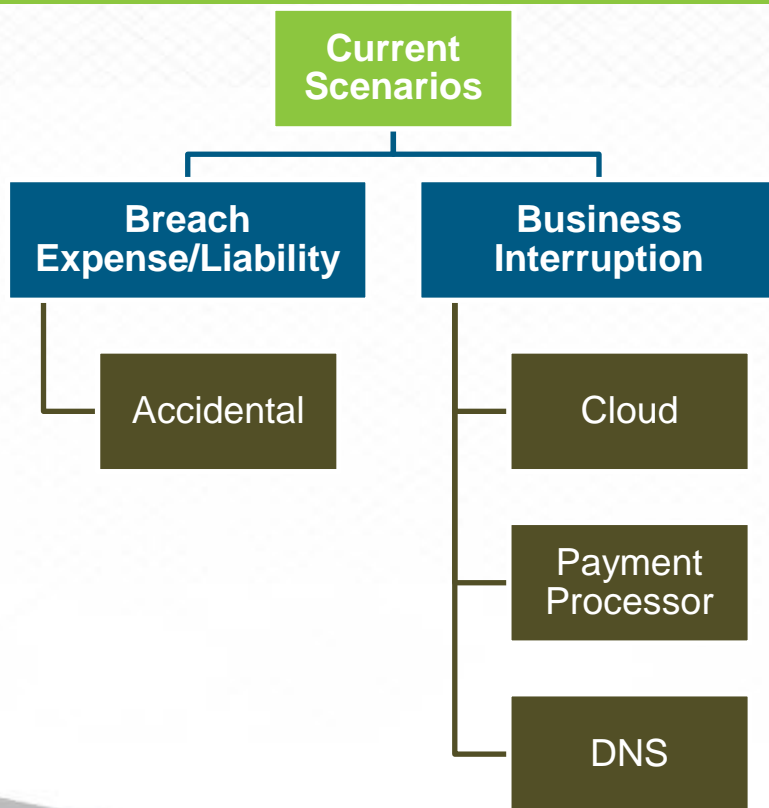 Current
Scenarios
Breach
Expense/Liability
Business
Interruption
Accidental
Cloud
Payment
Processor
DNS